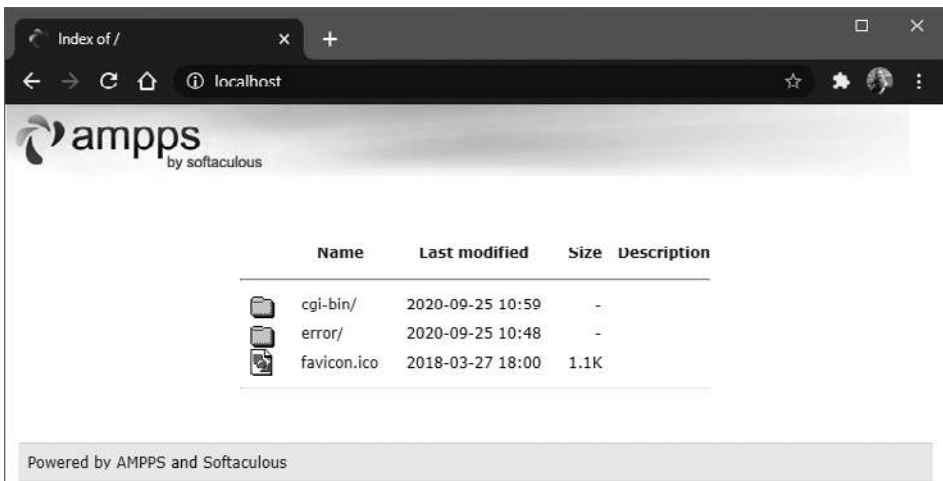 Index of /
localhost
ampps
by softaculous
Name Last modified Size Description
cgi-bin/ 2020-09-25 10:59 -
error/ 2020-09-25 10:48 -
favicon.ico 2018-03-27 18:00 1.1K
Powered by AMPPS and Softaculous